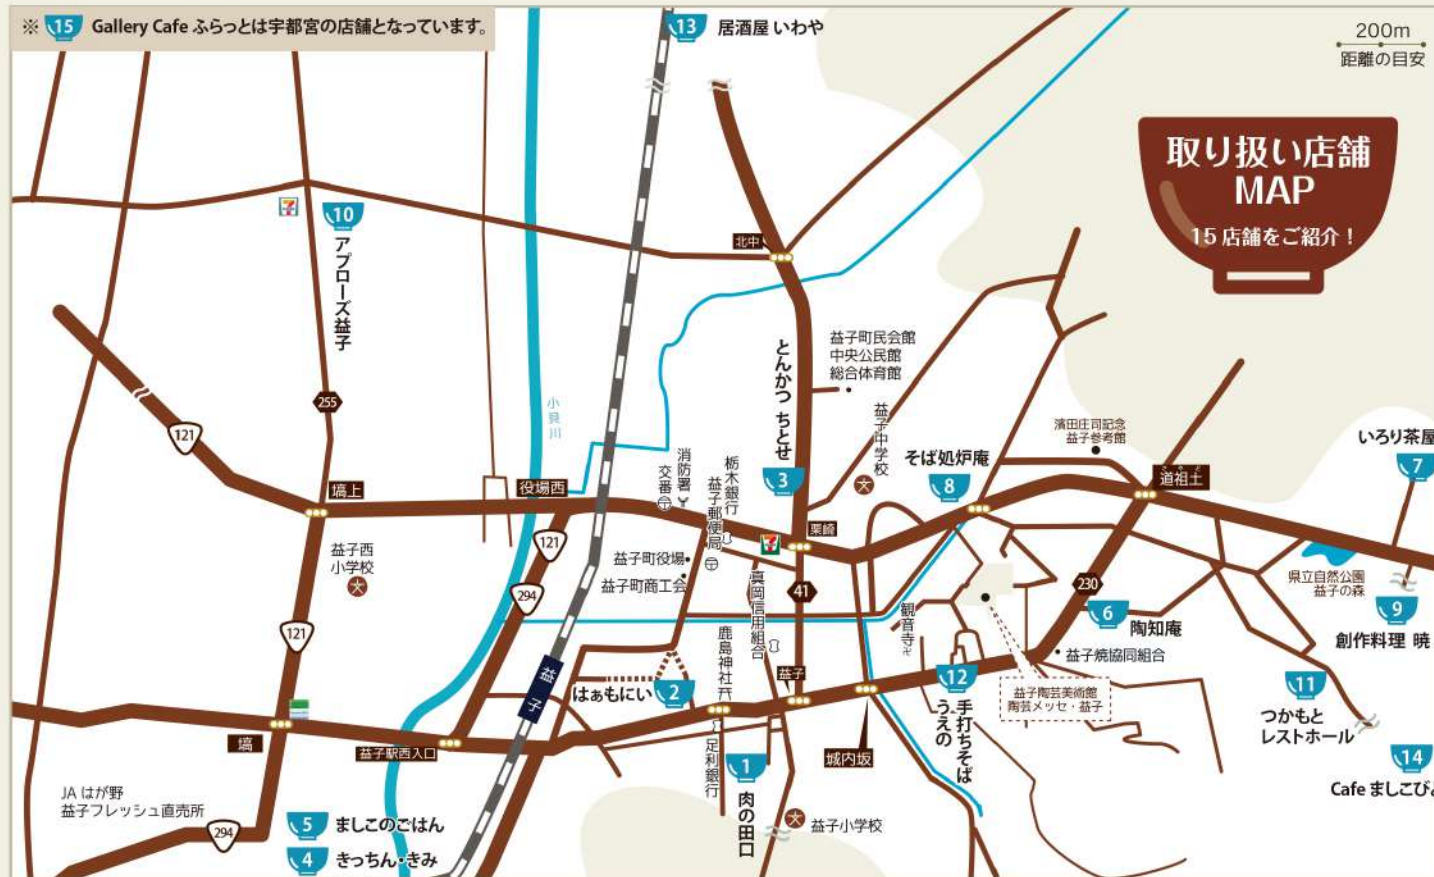 ※ 15 Gallery Cafe ふらっとは宇都宮の店舗となっています。
13 居酒屋 いわや
200m
距離の目安
取り扱い店舗
MAP
15 店舗をご紹介！
10
アプローズ益子
北中
益子町民会館
中央公民館
総合体育館
とんかつ ちとせ
3
益子中学校
文
255
121
小貝川
濱田庄司記念
益子参考館
いろり茶屋
7
そば処炉庵
8
道祖土
塙上
役場西
交番
消防署
益子郵便局
栃木銀行
栗崎
益子西
小学校
文
121
294
益子町役場
益子町商工会
真岡信用組合
41
230
観音寺
県立自然公園
益子の森
9
創作料理 暁
6
陶知庵
益子焼協同組合
121
益子
はぁもにい 2
鹿島神社
益子
12
手打ちそば
うえの
益子陶芸美術館
陶芸メッセ・益子
11
つかもと
レストホール
塙
益子駅西入口
足利銀行
1
肉の田口
城内坂
14
Cafe ましこびと
JA はが野
益子フレッシュ直売所
294
5 ましこのごはん
4 きっちん・きみ
文 益子小学校